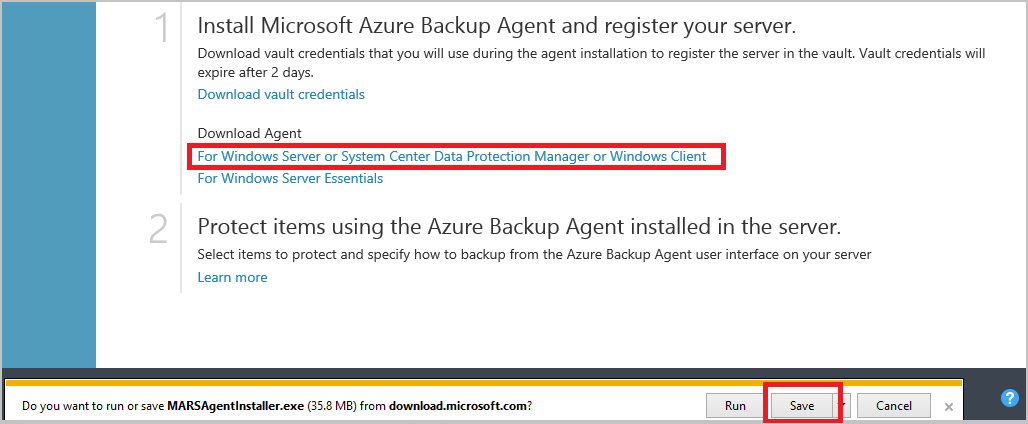 1
Install Microsoft Azure Backup Agent and register your server.
Download vault credentials that you will use during the agent installation to register the server in the vault. Vault credentials will
expire after 2 days.
Download vault credentials
Download Agent
For Windows Server or System Center Data Protection Manager or Windows Client
For Windows Server Essentials
2
Protect items using the Azure Backup Agent installed in the server.
Select items to protect and specify how to backup from the Azure Backup Agent user interface on your server
Learn more
Do you want to run or save MARSAgentInstaller.exe (35.8 MB) from download.microsoft.com? Run Save Cancel × ?